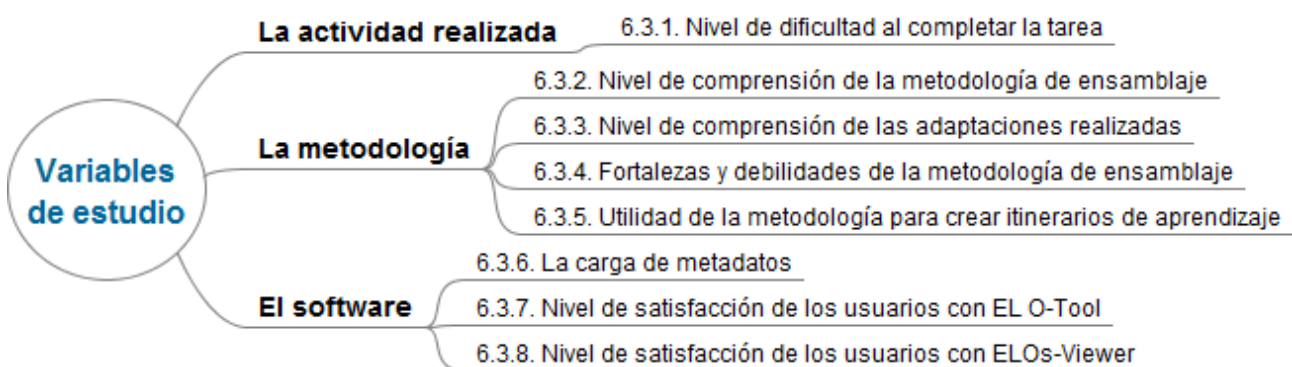 Variables
de estudio
La actividad realizada
6.3.1. Nivel de dificultad al completar la tarea
La metodología
6.3.2. Nivel de comprensión de la metodología de ensamblaje
6.3.3. Nivel de comprensión de las adaptaciones realizadas
6.3.4. Fortalezas y debilidades de la metodología de ensamblaje
6.3.5. Utilidad de la metodología para crear itinerarios de aprendizaje
El software
6.3.6. La carga de metadatos
6.3.7. Nivel de satisfacción de los usuarios con EL O-Tool
6.3.8. Nivel de satisfacción de los usuarios con ELOs-Viewer